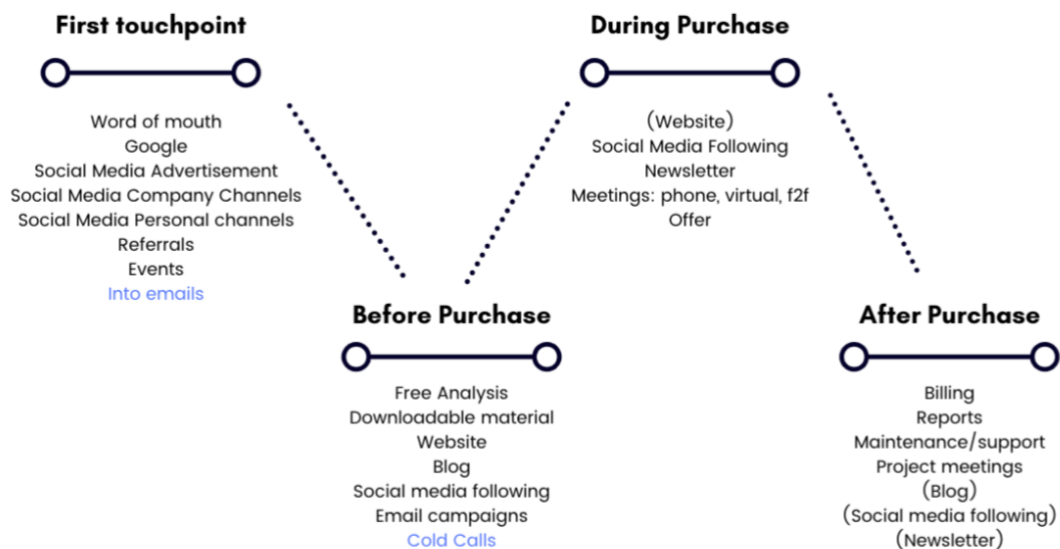 First touchpoint
Word of mouth
Google
Social Media Advertisement
Social Media Company Channels
Social Media Personal channels
Referrals
Events
Into emails
Before Purchase
Free Analysis
Downloadable material
Website
Blog
Social media following
Email campaigns
Cold Calls
During Purchase
(Website)
Social Media Following
Newsletter
Meetings: phone, virtual, f2f
Offer
After Purchase
Billing
Reports
Maintenance/support
Project meetings
(Blog)
(Social media following)
(Newsletter)